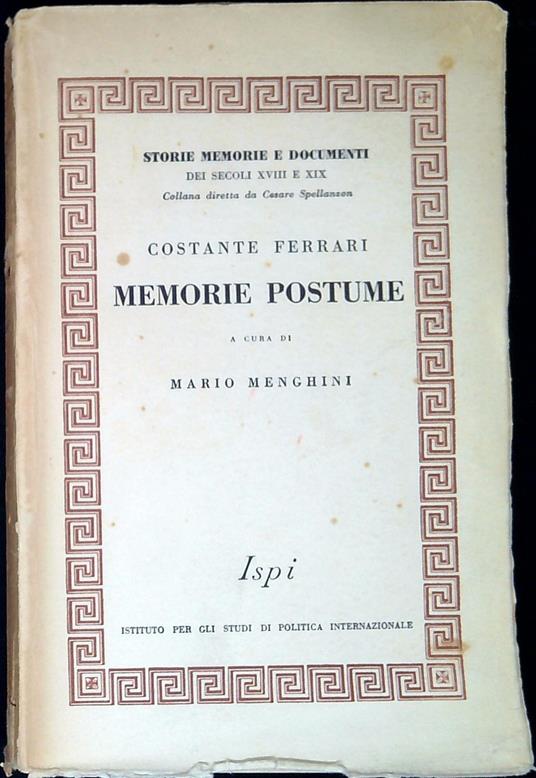 STORIE MEMORIE E DOCUMENTI
DEI SECOLI XVIII E XIX
Collana diretta da Cesare Spellanzon
COSTANTE FERRARI
MEMORIE POSTUME
A CURA DI
MARIO MENGHINI
Ispi
ISTITUTO PER GLI STUDI DI POLITICA INTERNAZIONALE